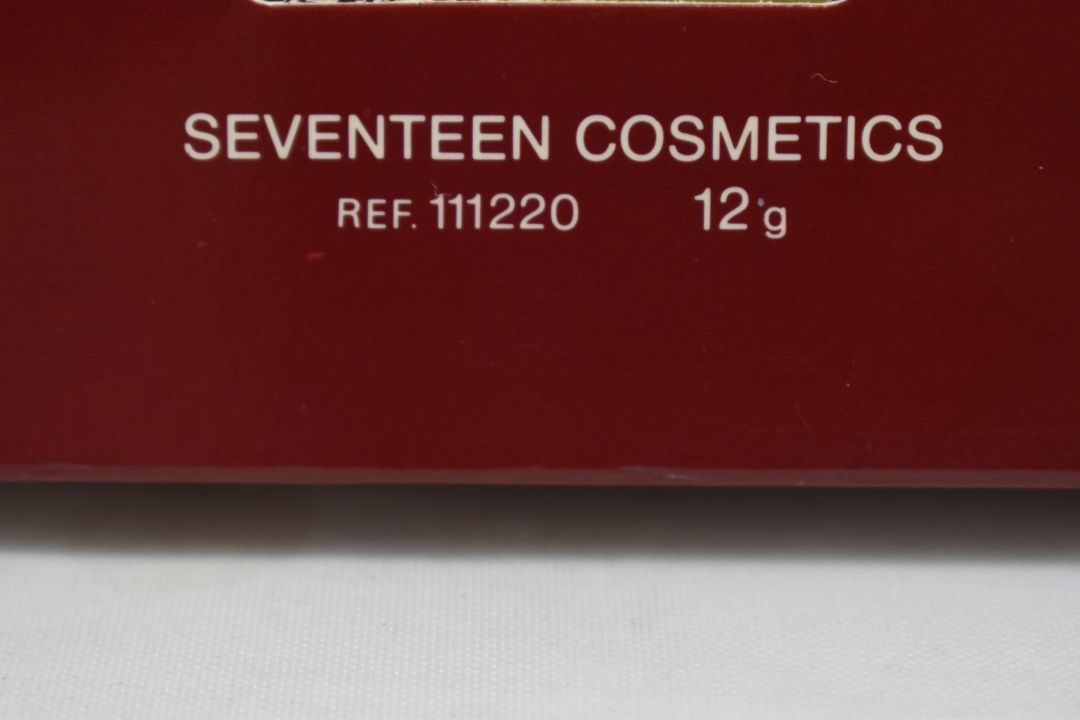 SEVENTEEN COSMETICS
REF. 111220 12 g